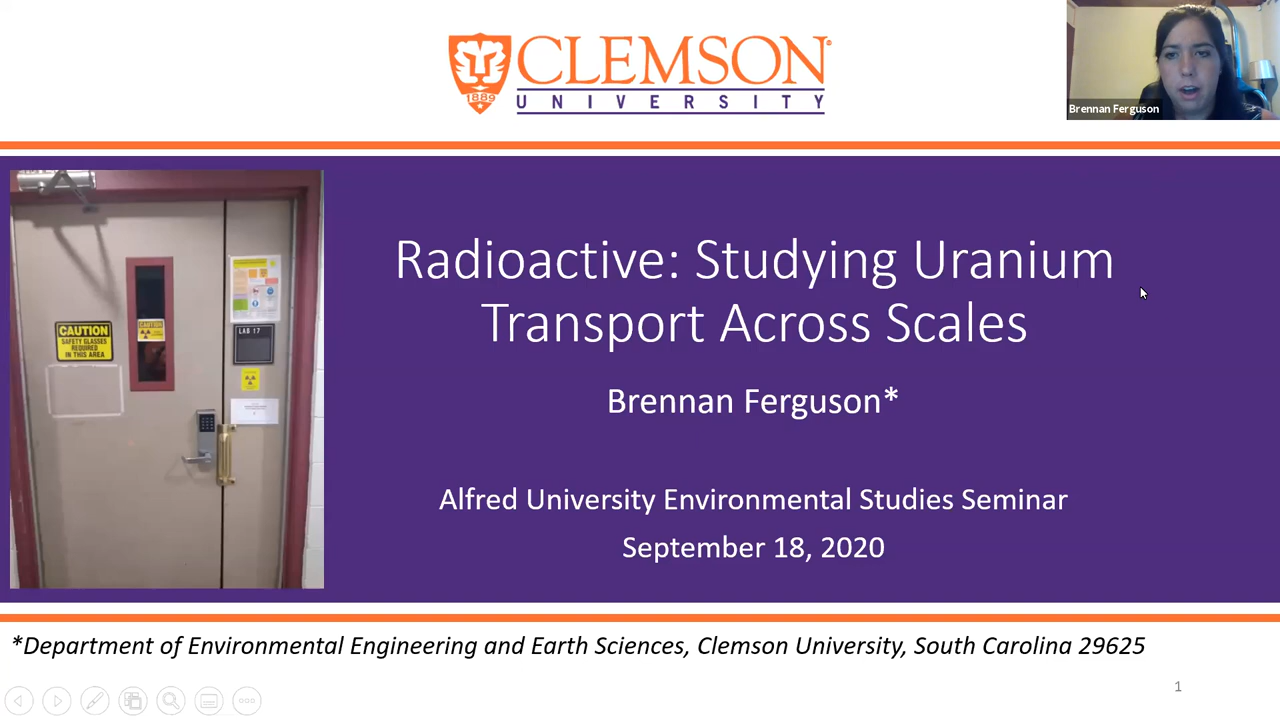 CLEMSON®
UNIVERSITY
1889
Brennan Ferguson
CAUTION
SAFETY GLASSES
REQUIRED
IN THIS AREA
CAUTION
LAB 17
Radioactive: Studying Uranium
Transport Across Scales
Brennan Ferguson*
Alfred University Environmental Studies Seminar
September 18, 2020
*Department of Environmental Engineering and Earth Sciences, Clemson University, South Carolina 29625
1